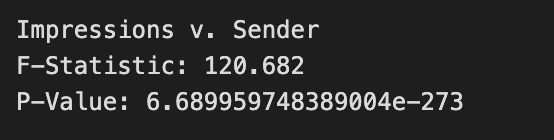 Impressions v. Sender
F-Statistic: 120.682
P-Value: 6.689959748389004e-273